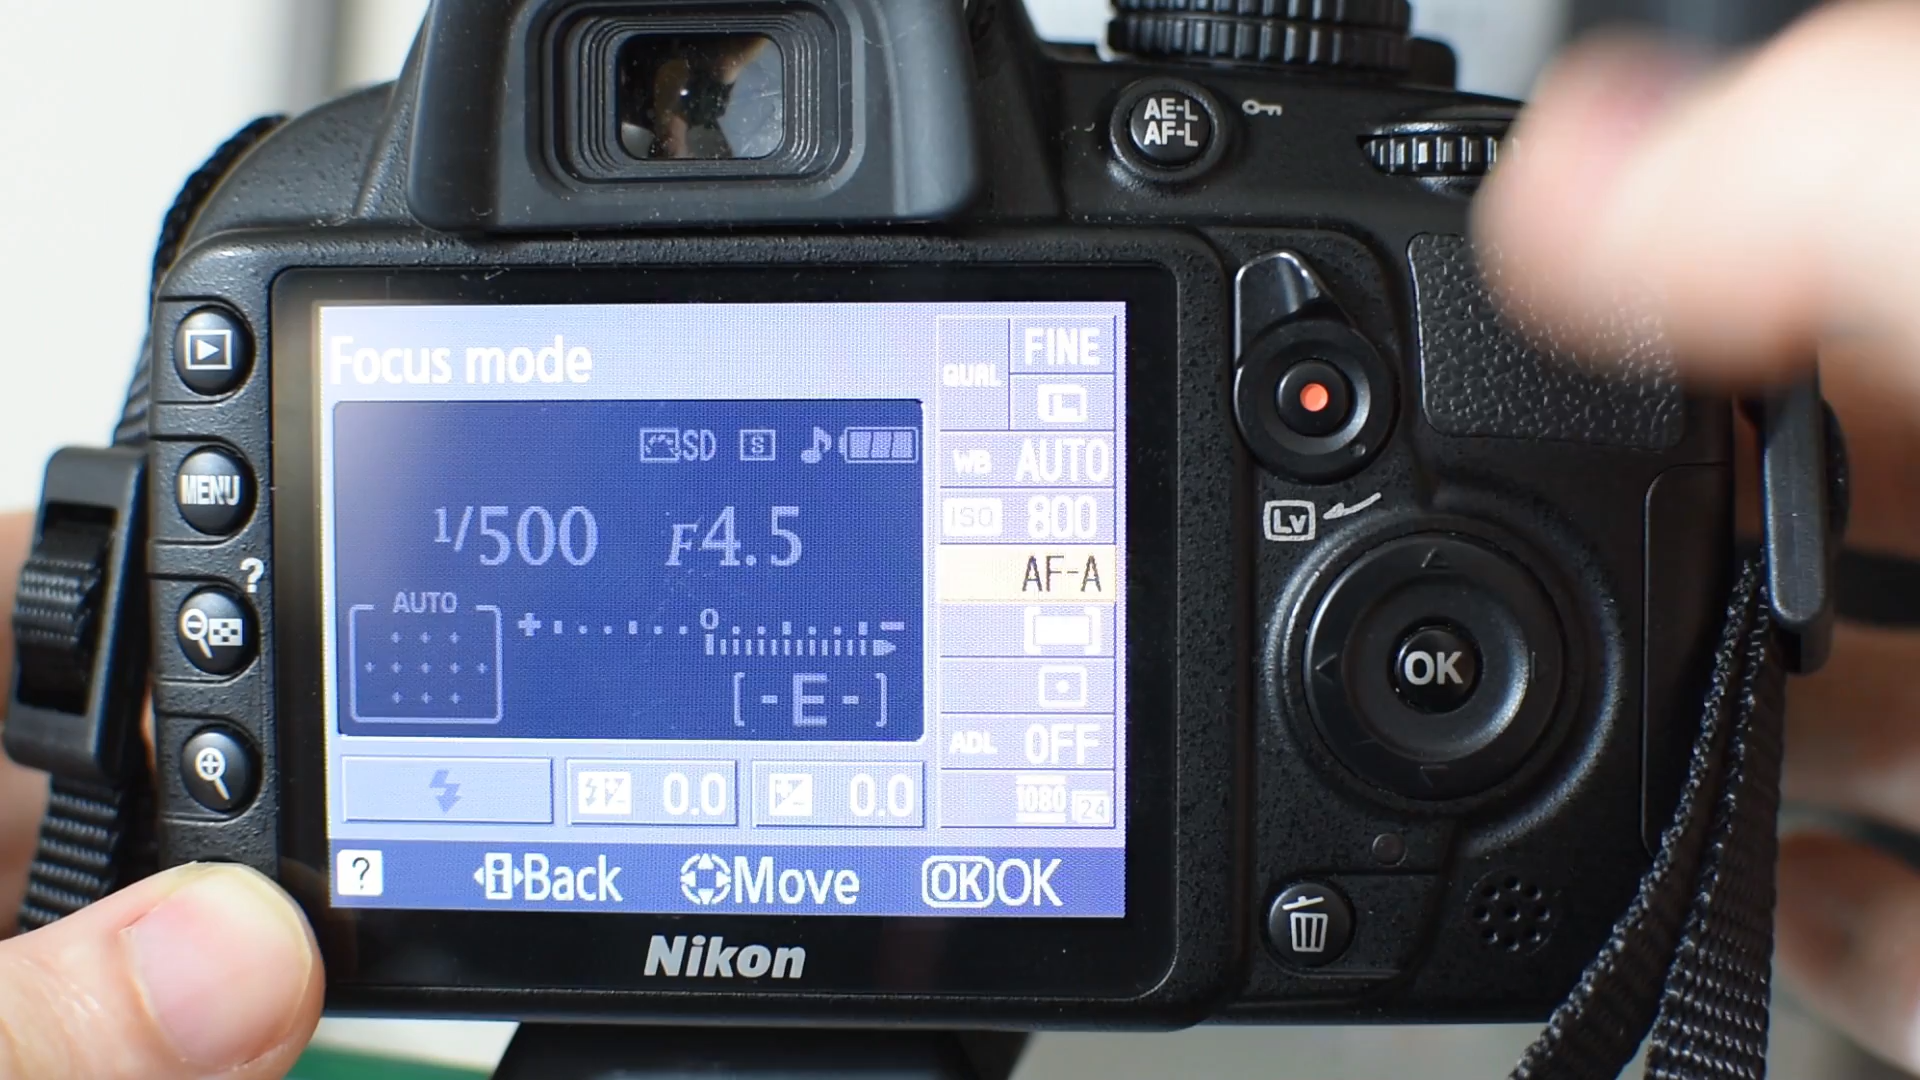 AE-L
AF-L
Focus mode
QUAL
FINE
L
SD
S
WB AUTO
1/500
F4.5
ISO 800
AF-A
AUTO
+ 0 -
[-E-]
ADL OFF
0.0
0.0
1080 24
? i Back Move OK OK
Nikon
MENU
?
Lv
OK